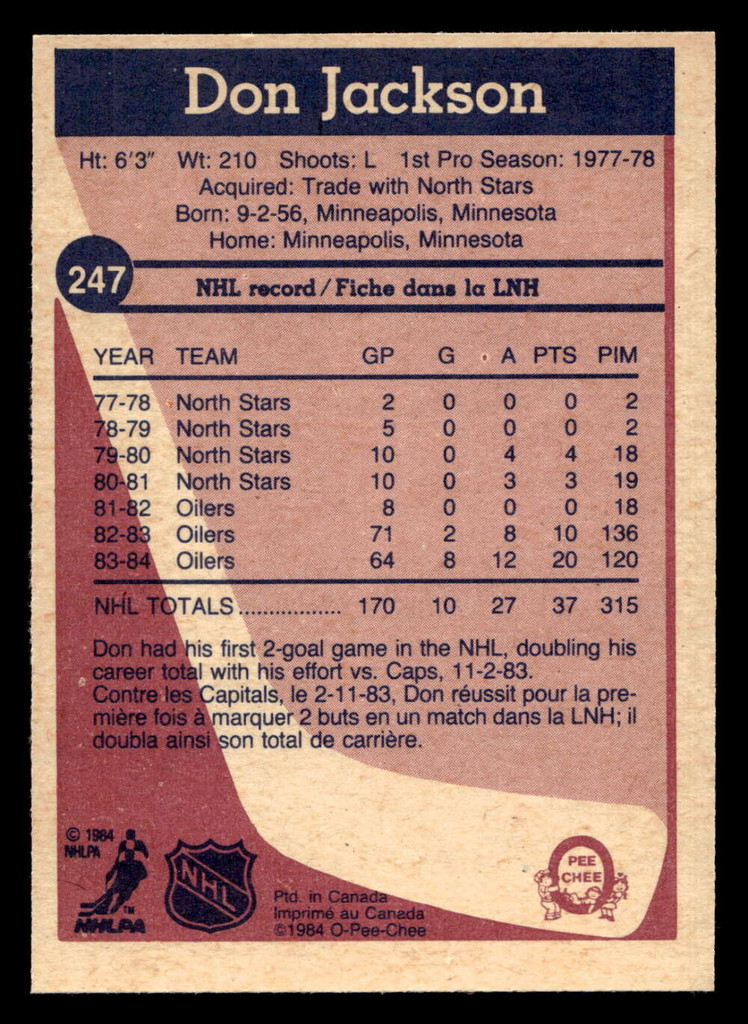 Don Jackson
Ht: 6'3" Wt: 210 Shoots: L 1st Pro Season: 1977-78
Acquired: Trade with North Stars
Born: 9-2-56, Minneapolis, Minnesota
Home: Minneapolis, Minnesota
247 NHL record/Fiche dans la LNH
YEAR TEAM GP G A PTS PIM
77-78 North Stars 2 0 0 0 2
78-79 North Stars 5 0 0 0 2
79-80 North Stars 10 0 4 4 18
80-81 North Stars 10 0 3 3 19
81-82 Oilers 8 0 0 0 18
82-83 Oilers 71 2 8 10 136
83-84 Oilers 64 8 12 20 120
NHL TOTALS................. 170 10 27 37 315
Don had his first 2-goal game in the NHL, doubling his
career total with his effort vs. Caps, 11-2-83.
Contre les Capitals, le 2-11-83, Don réussit pour la pre-
mière fois à marquer 2 buts en un match dans la LNH; il
doubla ainsi son total de carrière.
© 1984
NHLPA
TM
NHLPA
NHL
Ptd. in Canada
Imprimé au Canada
©1984 O-Pee-Chee
PEE
CHEE